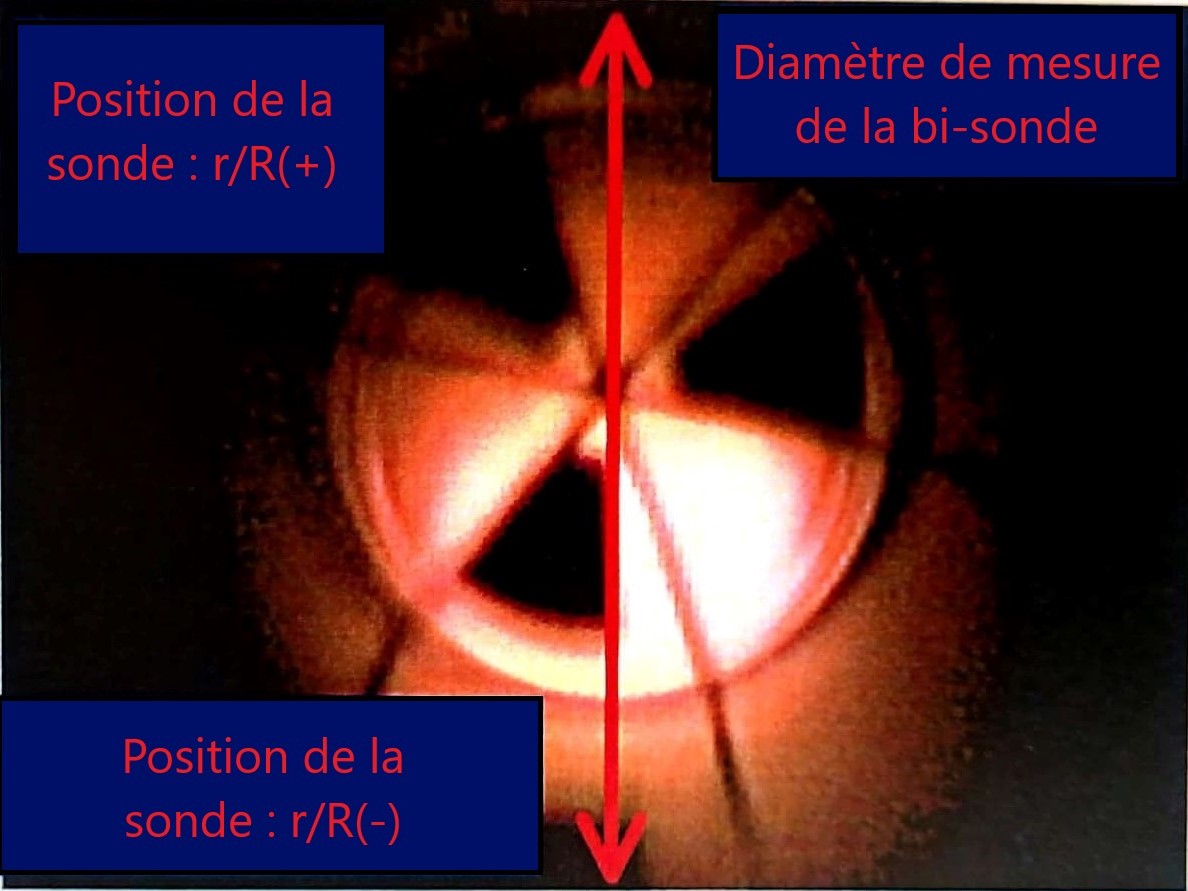 Position de la
sonde : r/R(+)
Diamètre de mesure
de la bi-sonde
Position de la
sonde : r/R(-)